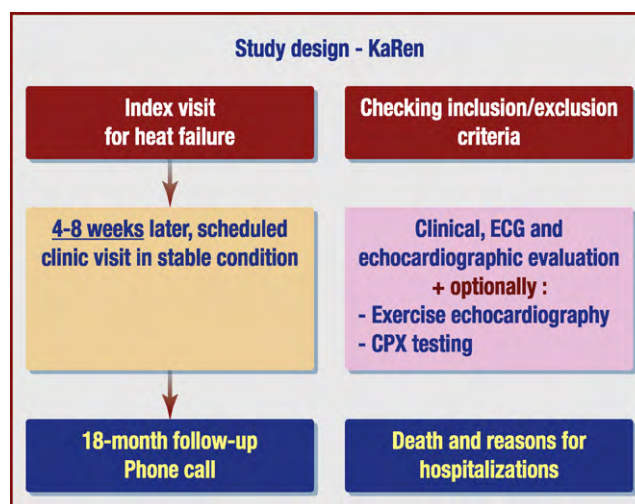 Study design - KaRen
Index visit
for heat failure
Checking inclusion/exclusion
criteria
4-8 weeks later, scheduled
clinic visit in stable condition
Clinical, ECG and
echocardiographic evaluation
+ optionally :
- Exercise echocardiography
- CPX testing
18-month follow-up
Phone call
Death and reasons for
hospitalizations